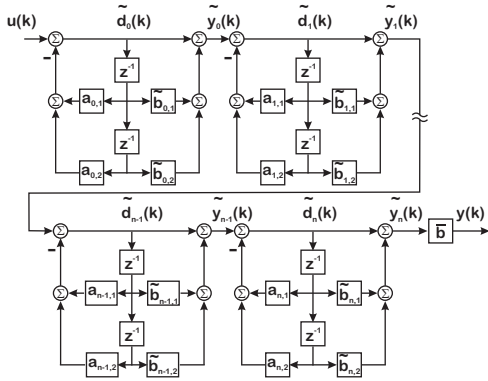 u(k) d̃₀(k) ỹ₀(k) d̃₁(k) ỹ₁(k)
Σ Σ Σ Σ
- z⁻¹ - z⁻¹
Σ a₀,₁ b̃₀,₁ Σ Σ a₁,₁ b̃₁,₁ Σ
z⁻¹ z⁻¹
a₀,₂ b̃₀,₂ a₁,₂ b̃₁,₂
d̃ₙ₋₁(k) ỹₙ₋₁(k) d̃ₙ(k) ỹₙ(k) y(k)
Σ Σ Σ Σ b̅
- z⁻¹ - z⁻¹
Σ aₙ₋₁,₁ b̃ₙ₋₁,₁ Σ Σ aₙ,₁ b̃ₙ,₁ Σ
z⁻¹ z⁻¹
aₙ₋₁,₂ b̃ₙ₋₁,₂ aₙ,₂ b̃ₙ,₂